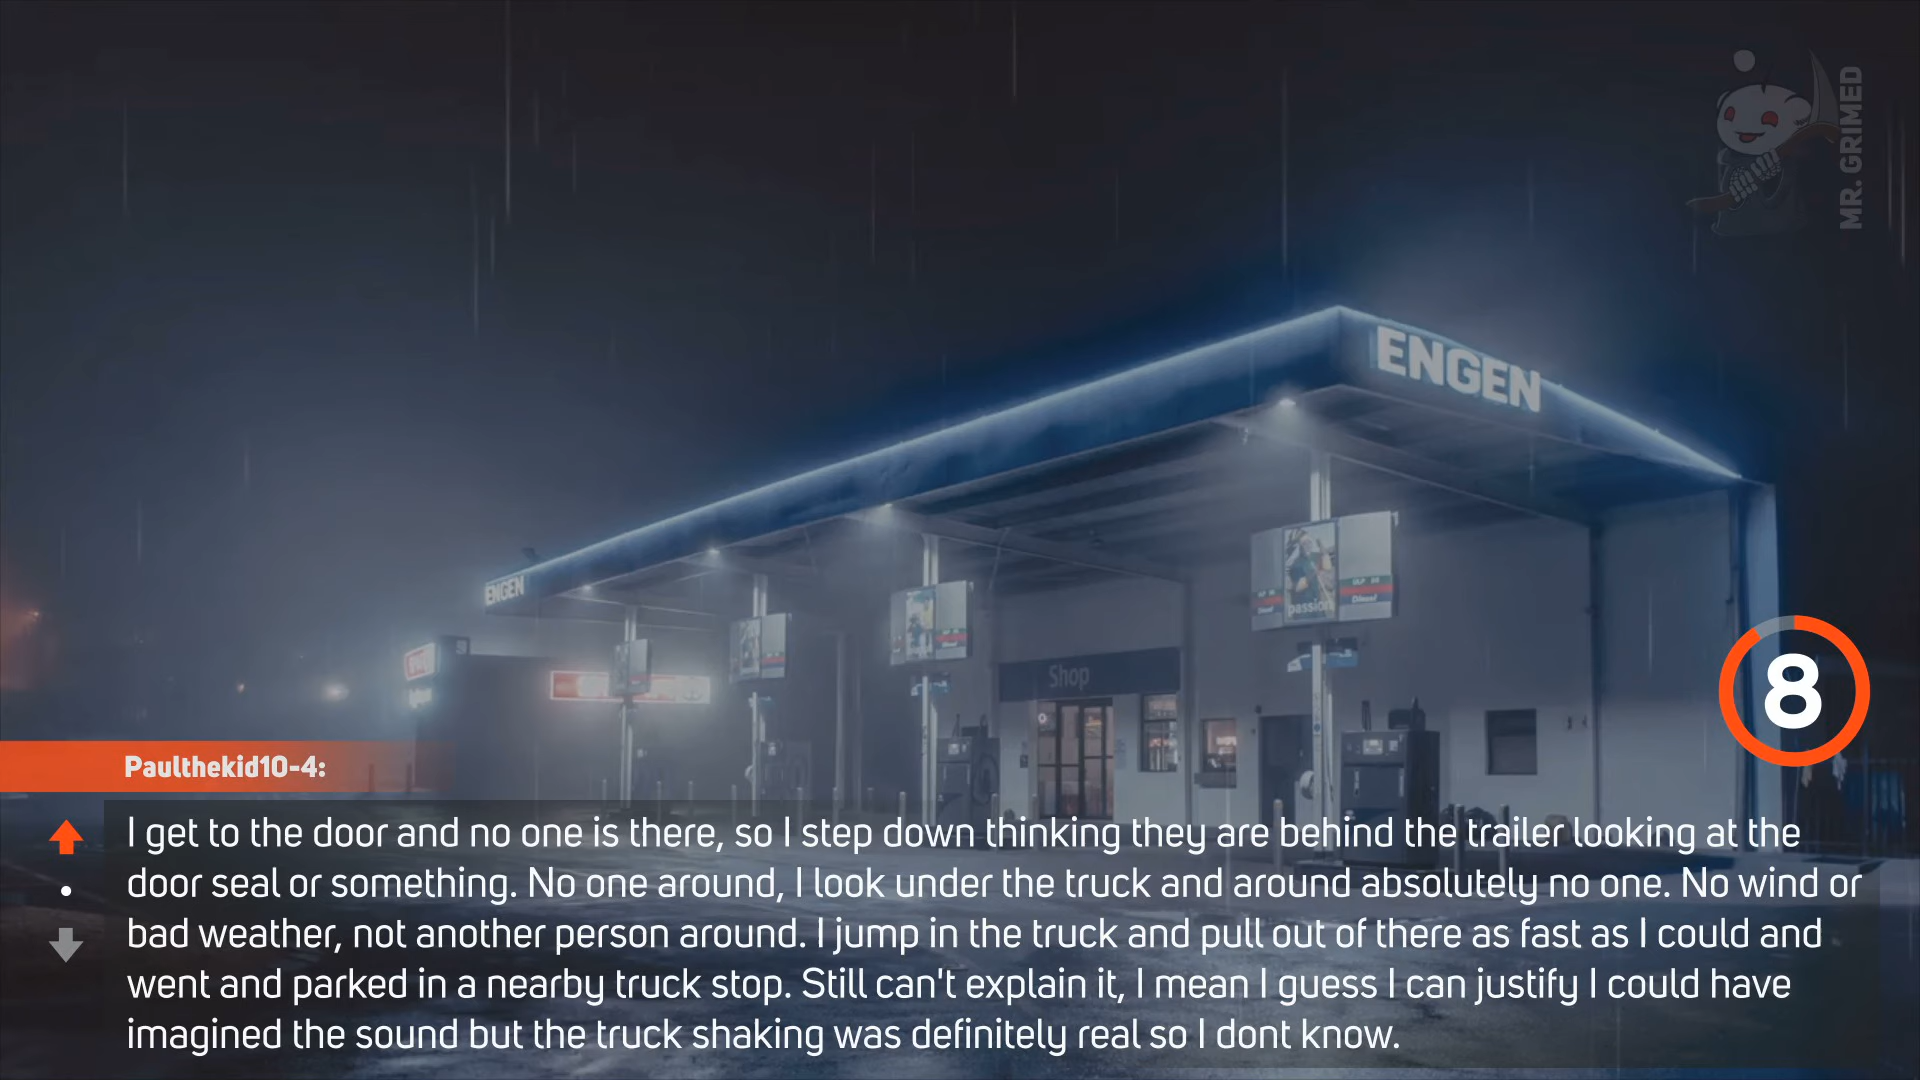 MR. GRIMED
ENGEN
ENGEN
passion
Diesel
Diesel
Shop
8
Paulthekid10-4:
I get to the door and no one is there, so I step down thinking they are behind the trailer looking at the
door seal or something. No one around, I look under the truck and around absolutely no one. No wind or
bad weather, not another person around. I jump in the truck and pull out of there as fast as I could and
went and parked in a nearby truck stop. Still can't explain it, I mean I guess I can justify I could have
imagined the sound but the truck shaking was definitely real so I dont know.